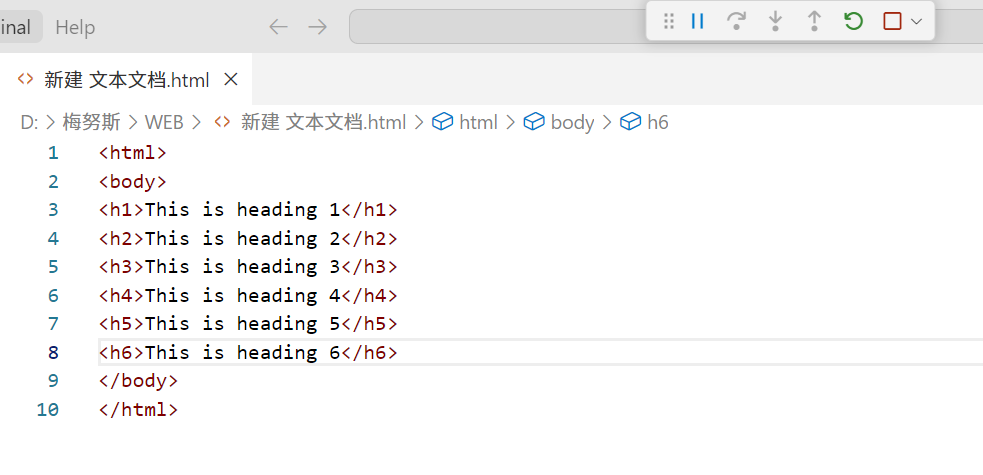 inal Help
新建 文本文档.html
D: > 梅努斯 > WEB > <> 新建 文本文档.html > html > body > h6
1 <html>
2 <body>
3 <h1>This is heading 1</h1>
4 <h2>This is heading 2</h2>
5 <h3>This is heading 3</h3>
6 <h4>This is heading 4</h4>
7 <h5>This is heading 5</h5>
8 <h6>This is heading 6</h6>
9 </body>
10 </html>